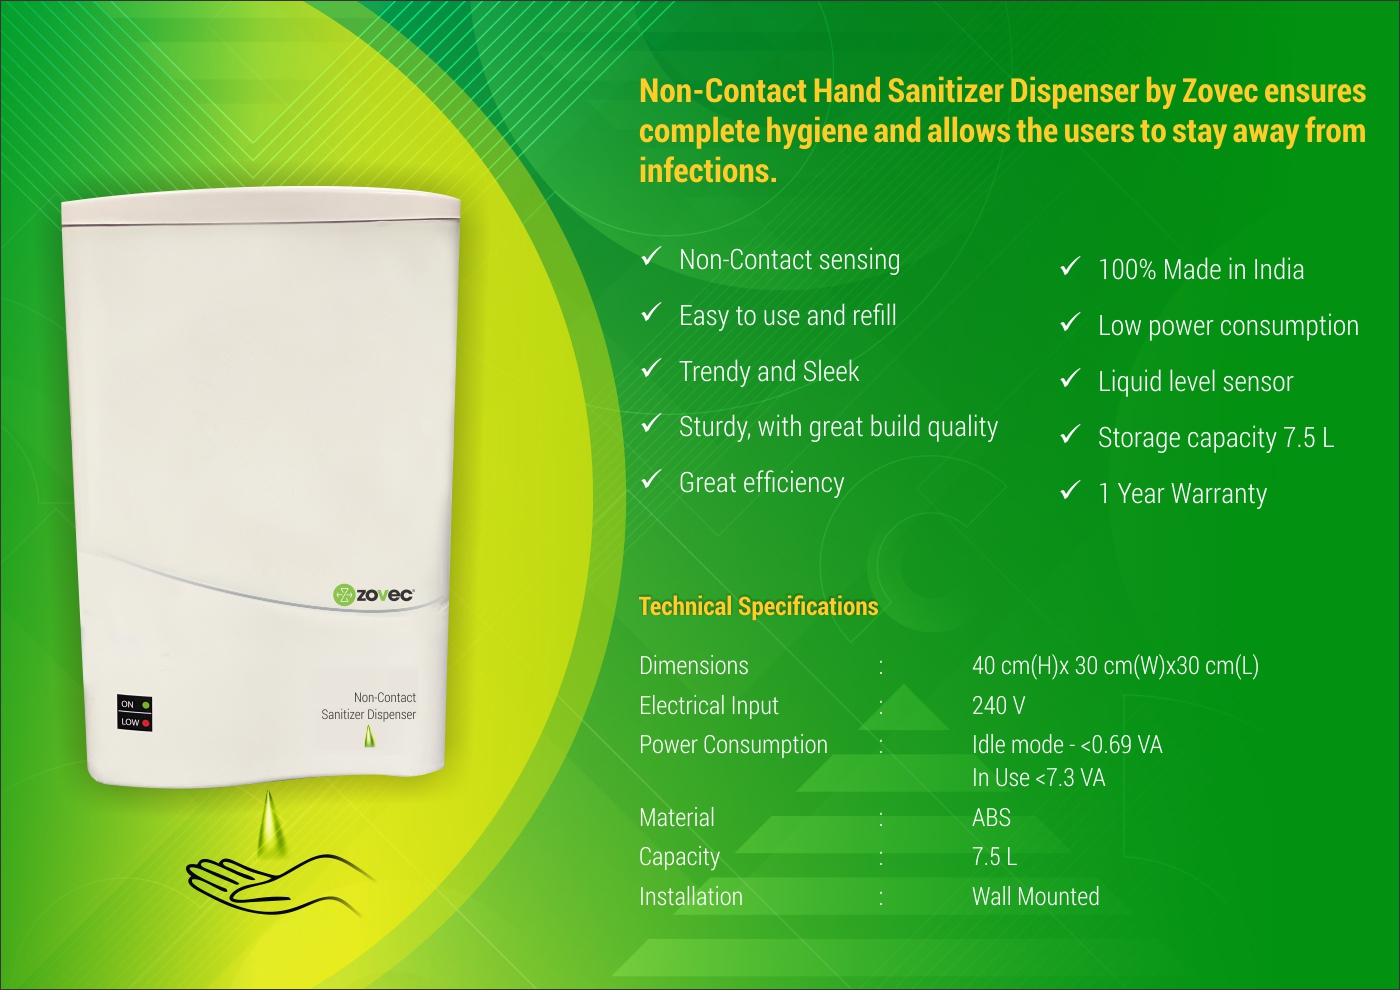 Non-Contact Hand Sanitizer Dispenser by Zovec ensures
complete hygiene and allows the users to stay away from
infections.
Non-Contact sensing
Easy to use and refill
Trendy and Sleek
Sturdy, with great build quality
Great efficiency
100% Made in India
Low power consumption
Liquid level sensor
Storage capacity 7.5 L
1 Year Warranty
Technical Specifications
Dimensions : 40 cm(H)x 30 cm(W)x30 cm(L)
Electrical Input : 240 V
Power Consumption : Idle mode - <0.69 VA
In Use <7.3 VA
Material : ABS
Capacity : 7.5 L
Installation : Wall Mounted
zovec
ON
LOW
Non-Contact
Sanitizer Dispenser